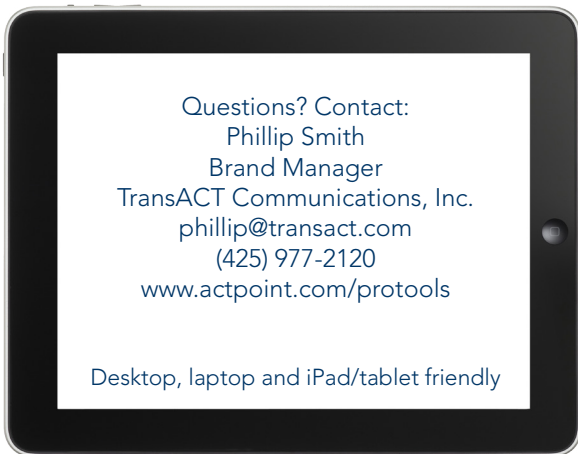 Questions? Contact:
Phillip Smith
Brand Manager
TransACT Communications, Inc.
phillip@transact.com
(425) 977-2120
www.actpoint.com/protools
Desktop, laptop and iPad/tablet friendly